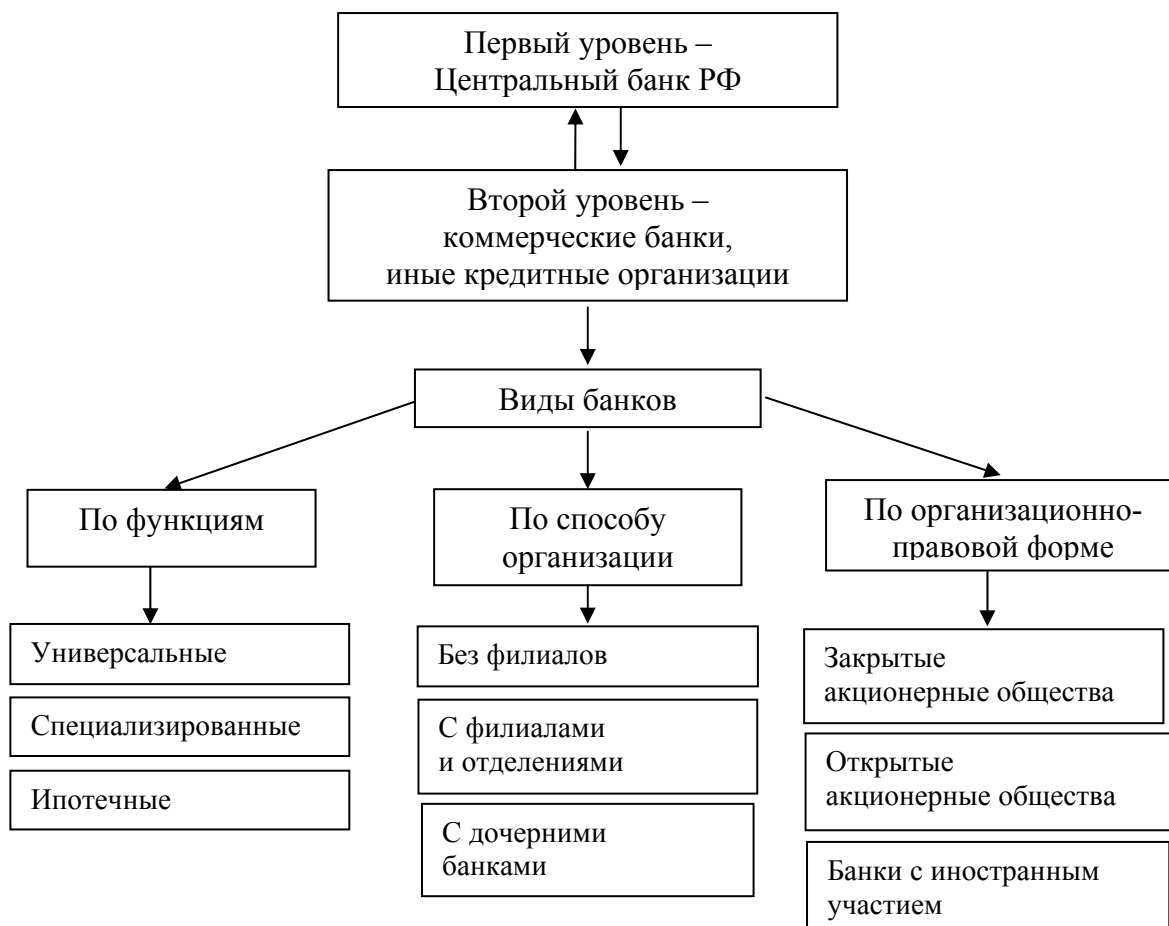 Первый уровень –
Центральный банк РФ
Второй уровень –
коммерческие банки,
иные кредитные организации
Виды банков
По функциям
По способу
организации
По организационно-
правовой форме
Универсальные
Специализированные
Ипотечные
Без филиалов
С филиалами
и отделениями
С дочерними
банками
Закрытые
акционерные общества
Открытые
акционерные общества
Банки с иностранным
участием